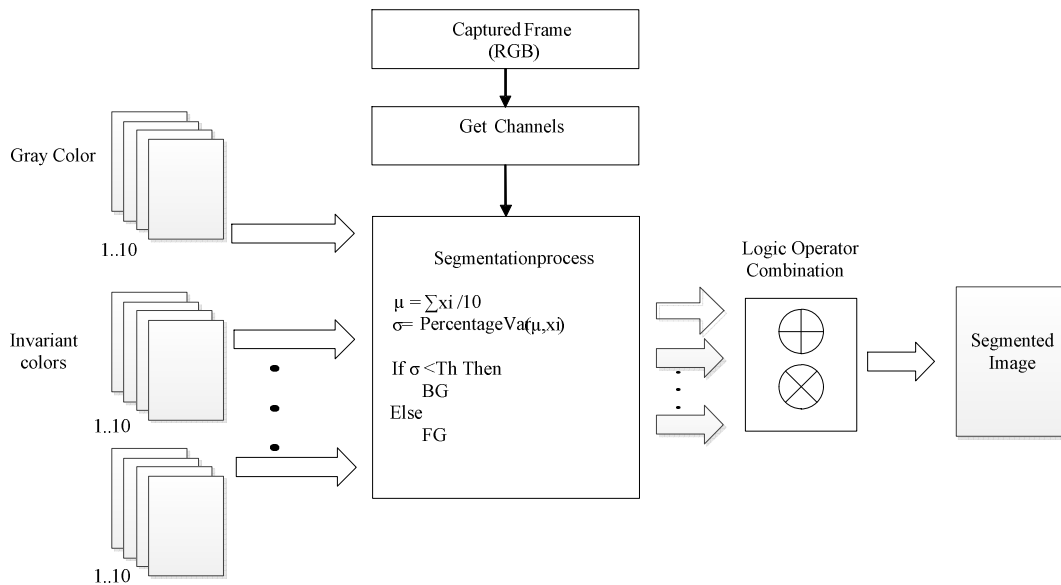 Captured Frame
(RGB)
Get Channels
Gray Color
1..10
Invariant
colors
1..10
1..10
Segmentationprocess
µ = ∑xi /10
σ= PercentageVar(µ,xi)
If σ <Th Then
BG
Else
FG
Logic Operator
Combination
Segmented
Image